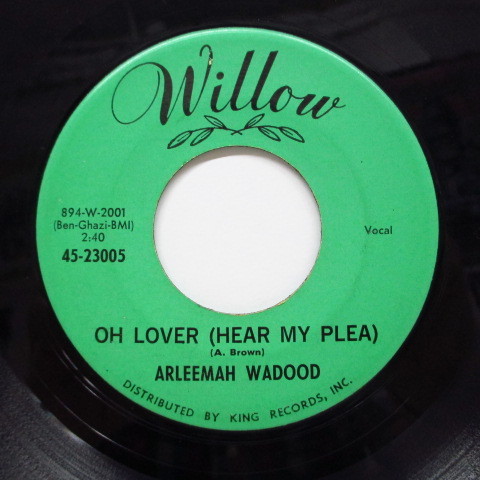 Willow
894-W-2001
(Ben-Ghazi-BMI)
2:40
45-23005
Vocal
OH LOVER (HEAR MY PLEA)
(A. Brown)
ARLEEMAH WADOOD
DISTRIBUTED BY KING RECORDS, INC.